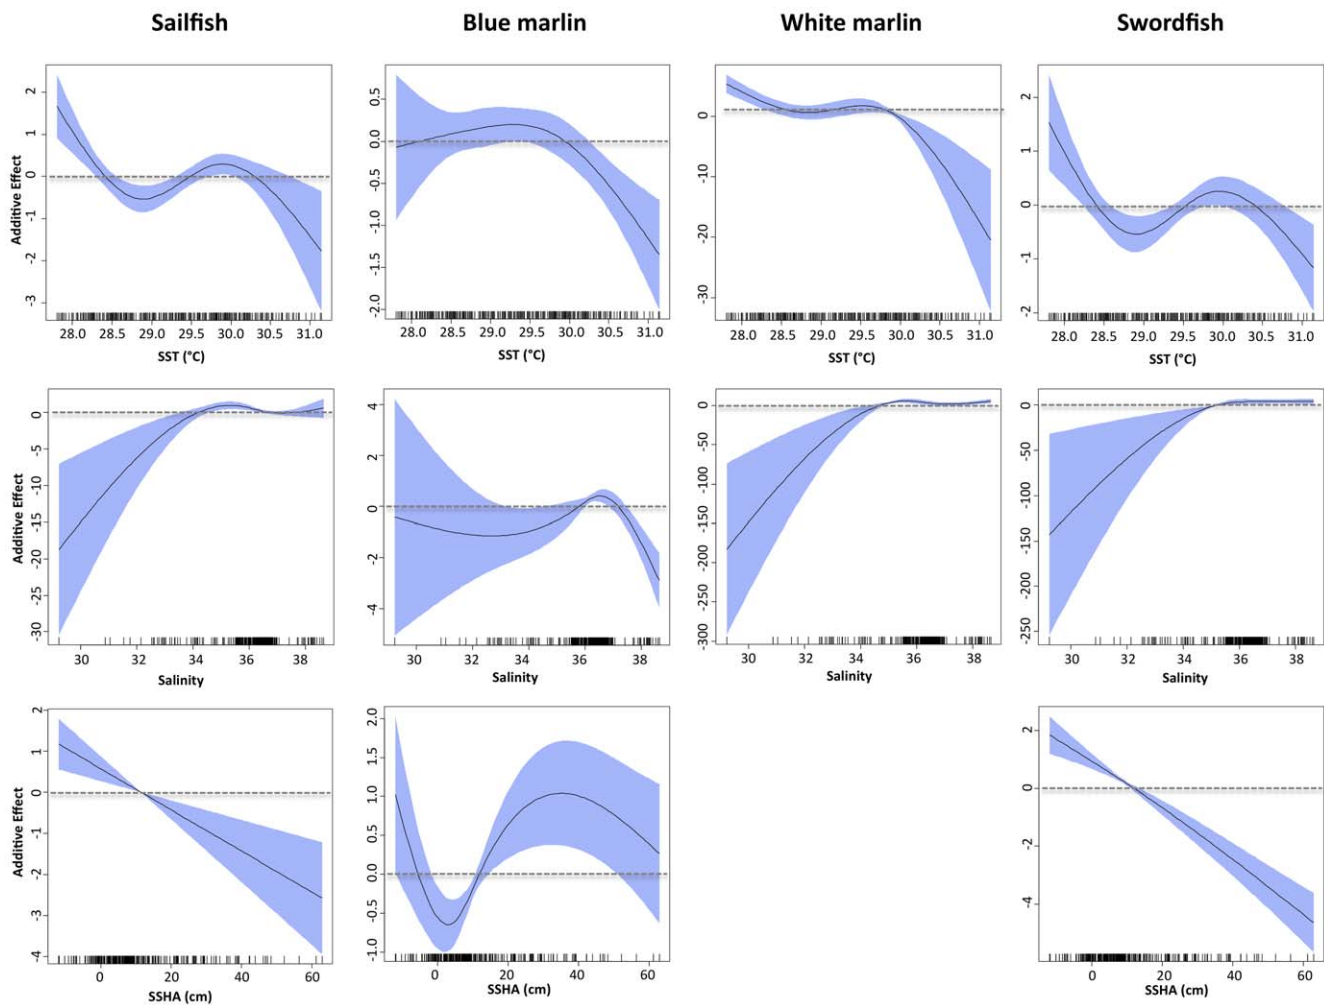 Sailfish
Blue marlin
White marlin
Swordfish
Additive Effect
2
1
0
-1
-2
-3
28.0 28.5 29.0 29.5 30.0 30.5 31.0
SST (°C)
0.5
0.0
-0.5
-1.0
-1.5
-2.0
28.0 28.5 29.0 29.5 30.0 30.5 31.0
SST (°C)
0
-10
-20
-30
28.0 28.5 29.0 29.5 30.0 30.5 31.0
SST (°C)
2
1
0
-1
-2
28.0 28.5 29.0 29.5 30.0 30.5 31.0
SST (°C)
Additive Effect
0
-5
-10
-15
-20
-25
-30
30 32 34 36 38
Salinity
4
2
0
-2
-4
30 32 34 36 38
Salinity
0
-50
-100
-150
-200
-250
-300
30 32 34 36 38
Salinity
0
-50
-100
-150
-200
-250
30 32 34 36 38
Salinity
Additive Effect
2
1
0
-1
-2
-3
-4
0 20 40 60
SSHA (cm)
2.0
1.5
1.0
0.5
0.0
-0.5
-1.0
0 20 40 60
SSHA (cm)
2
0
-2
-4
0 20 40 60
SSHA (cm)